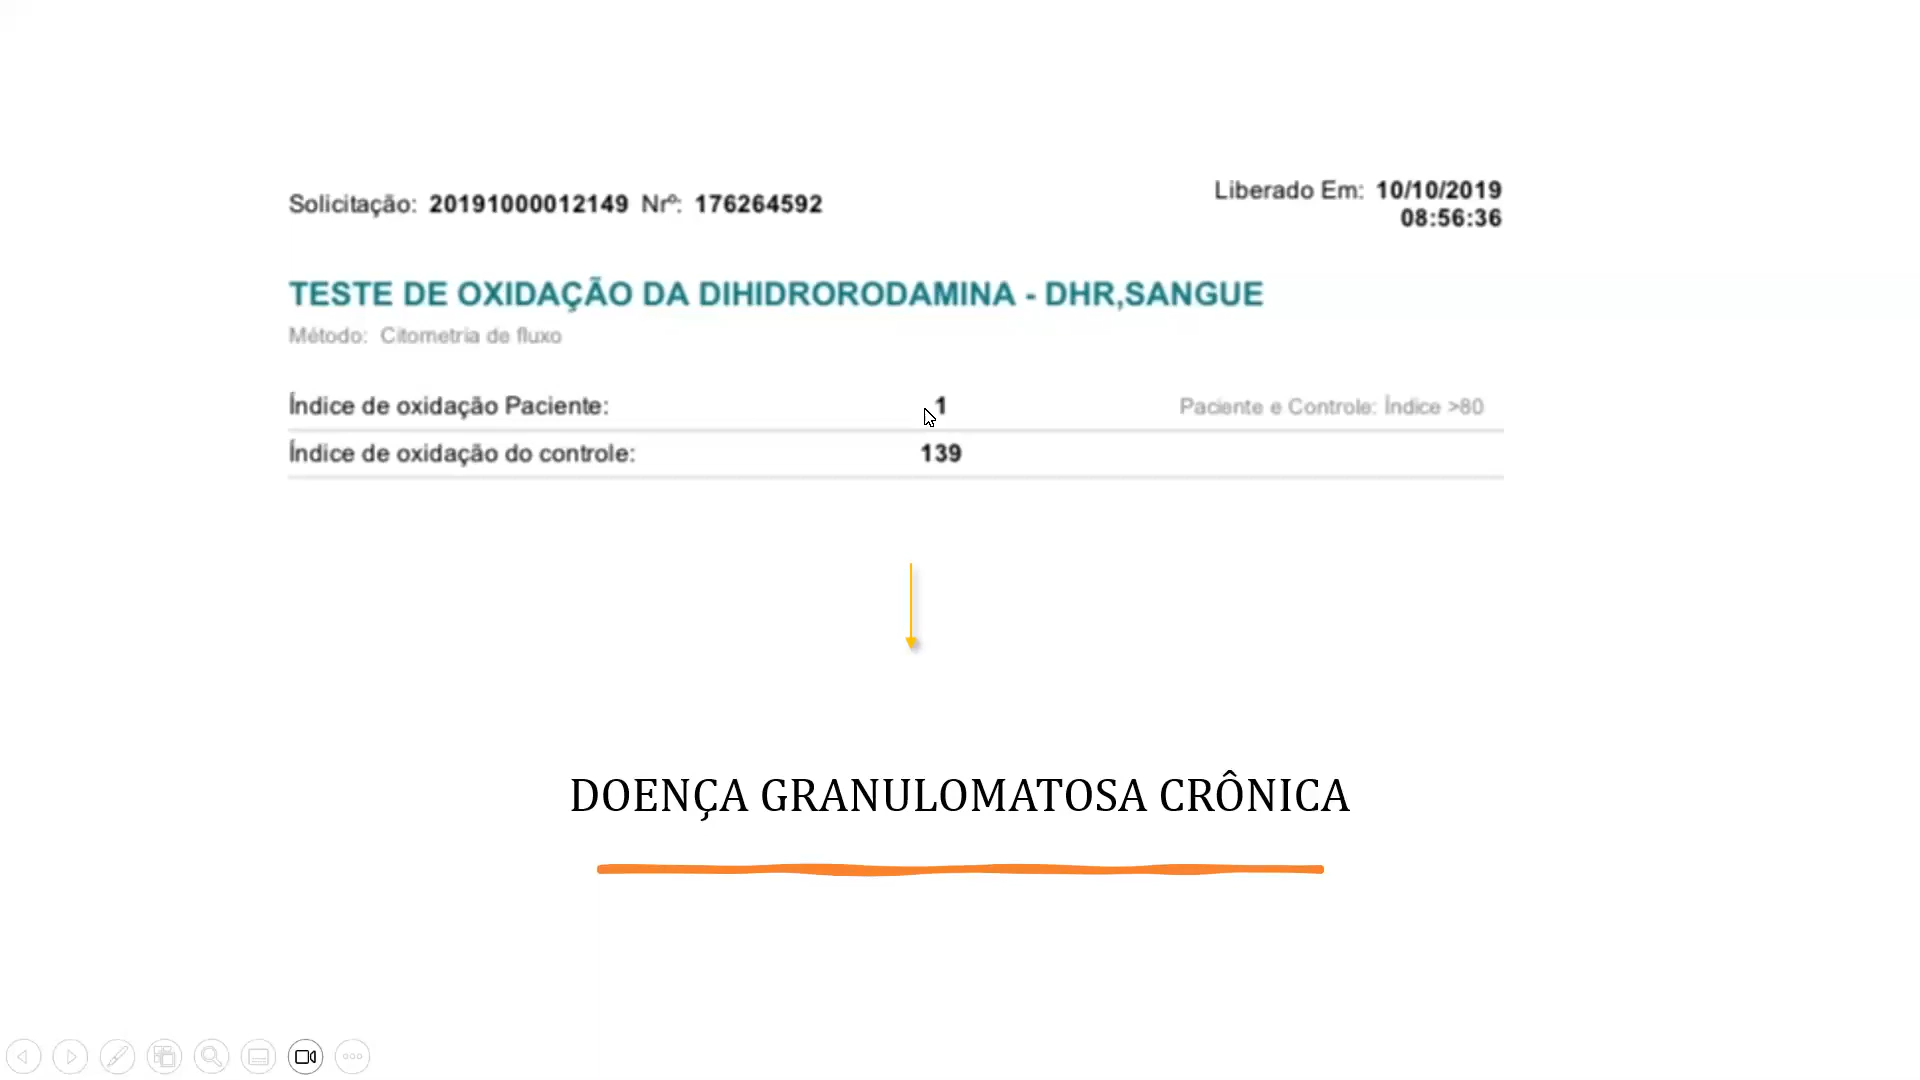 Solicitação: 20191000012149 Nrº: 176264592
Liberado Em: 10/10/2019
08:56:36
TESTE DE OXIDAÇÃO DA DIHIDRORODAMINA - DHR,SANGUE
Método: Citometria de fluxo
Índice de oxidação Paciente: 1 Paciente e Controle: Índice >80
Índice de oxidação do controle: 139
DOENÇA GRANULOMATOSA CRÔNICA